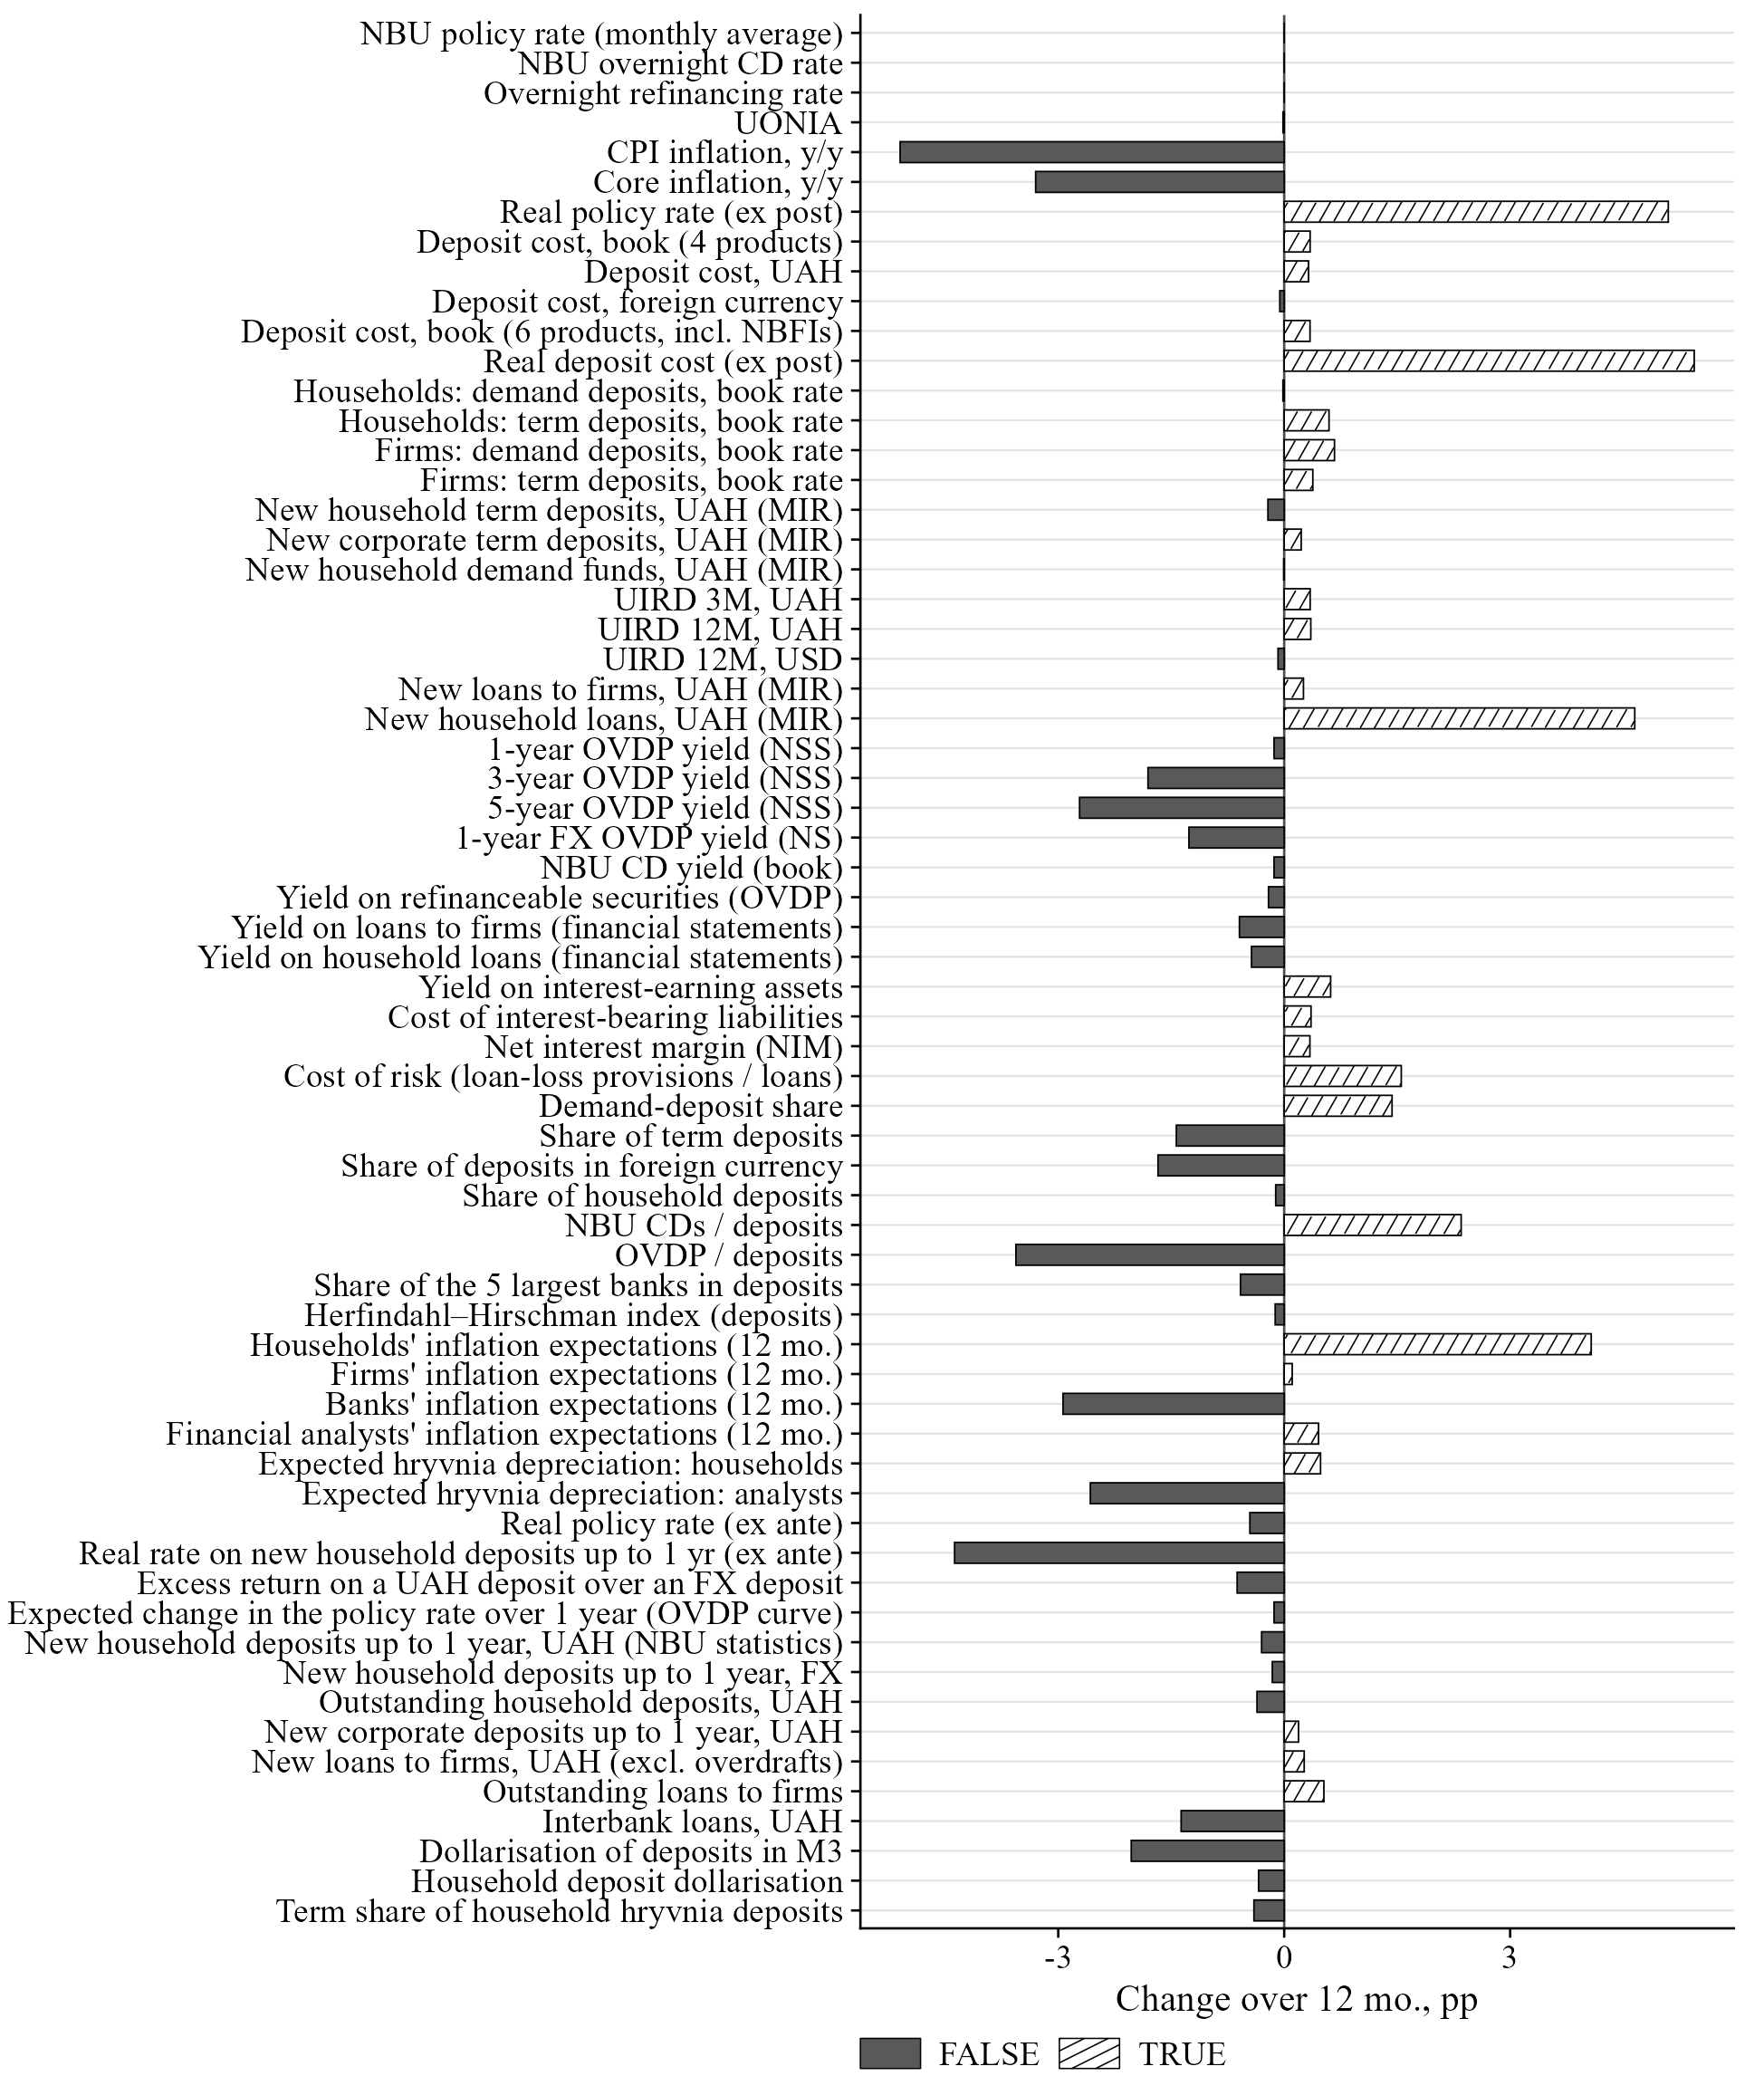 NBU policy rate (monthly average)
NBU overnight CD rate
Overnight refinancing rate
UONIA
CPI inflation, y/y
Core inflation, y/y
Real policy rate (ex post)
Deposit cost, book (4 products)
Deposit cost, UAH
Deposit cost, foreign currency
Deposit cost, book (6 products, incl. NBFIs)
Real deposit cost (ex post)
Households: demand deposits, book rate
Households: term deposits, book rate
Firms: demand deposits, book rate
Firms: term deposits, book rate
New household term deposits, UAH (MIR)
New corporate term deposits, UAH (MIR)
New household demand funds, UAH (MIR)
UIRD 3M, UAH
UIRD 12M, UAH
UIRD 12M, USD
New loans to firms, UAH (MIR)
New household loans, UAH (MIR)
1-year OVDP yield (NSS)
3-year OVDP yield (NSS)
5-year OVDP yield (NSS)
1-year FX OVDP yield (NS)
NBU CD yield (book)
Yield on refinanceable securities (OVDP)
Yield on loans to firms (financial statements)
Yield on household loans (financial statements)
Yield on interest-earning assets
Cost of interest-bearing liabilities
Net interest margin (NIM)
Cost of risk (loan-loss provisions / loans)
Demand-deposit share
Share of term deposits
Share of deposits in foreign currency
Share of household deposits
NBU CDs / deposits
OVDP / deposits
Share of the 5 largest banks in deposits
Herfindahl–Hirschman index (deposits)
Households' inflation expectations (12 mo.)
Firms' inflation expectations (12 mo.)
Banks' inflation expectations (12 mo.)
Financial analysts' inflation expectations (12 mo.)
Expected hryvnia depreciation: households
Expected hryvnia depreciation: analysts
Real policy rate (ex ante)
Real rate on new household deposits up to 1 yr (ex ante)
Excess return on a UAH deposit over an FX deposit
Expected change in the policy rate over 1 year (OVDP curve)
New household deposits up to 1 year, UAH (NBU statistics)
New household deposits up to 1 year, FX
Outstanding household deposits, UAH
New corporate deposits up to 1 year, UAH
New loans to firms, UAH (excl. overdrafts)
Outstanding loans to firms
Interbank loans, UAH
Dollarisation of deposits in M3
Household deposit dollarisation
Term share of household hryvnia deposits
-3 0 3
Change over 12 mo., pp
FALSE TRUE